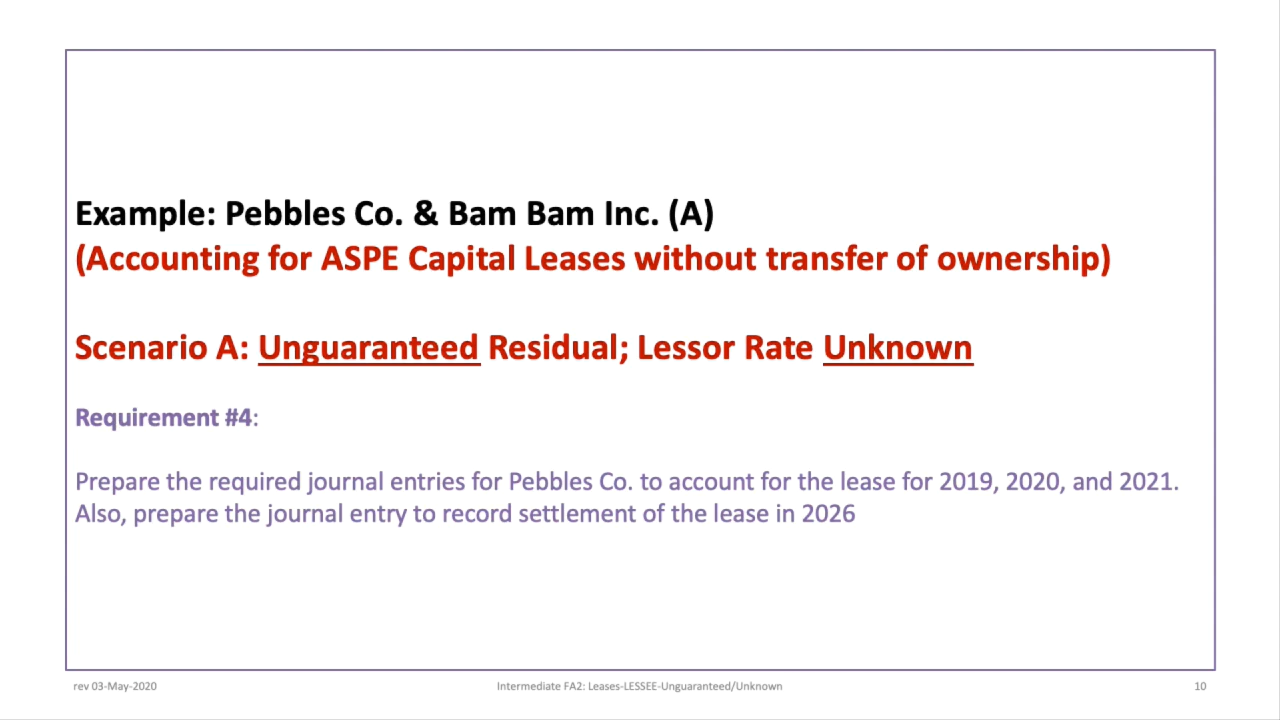 Example: Pebbles Co. & Bam Bam Inc. (A)
(Accounting for ASPE Capital Leases without transfer of ownership)
Scenario A: Unguaranteed Residual; Lessor Rate Unknown
Requirement #4:
Prepare the required journal entries for Pebbles Co. to account for the lease for 2019, 2020, and 2021.
Also, prepare the journal entry to record settlement of the lease in 2026
rev 03-May-2020
Intermediate FA2: Leases-LESSEE-Unguaranteed/Unknown
10